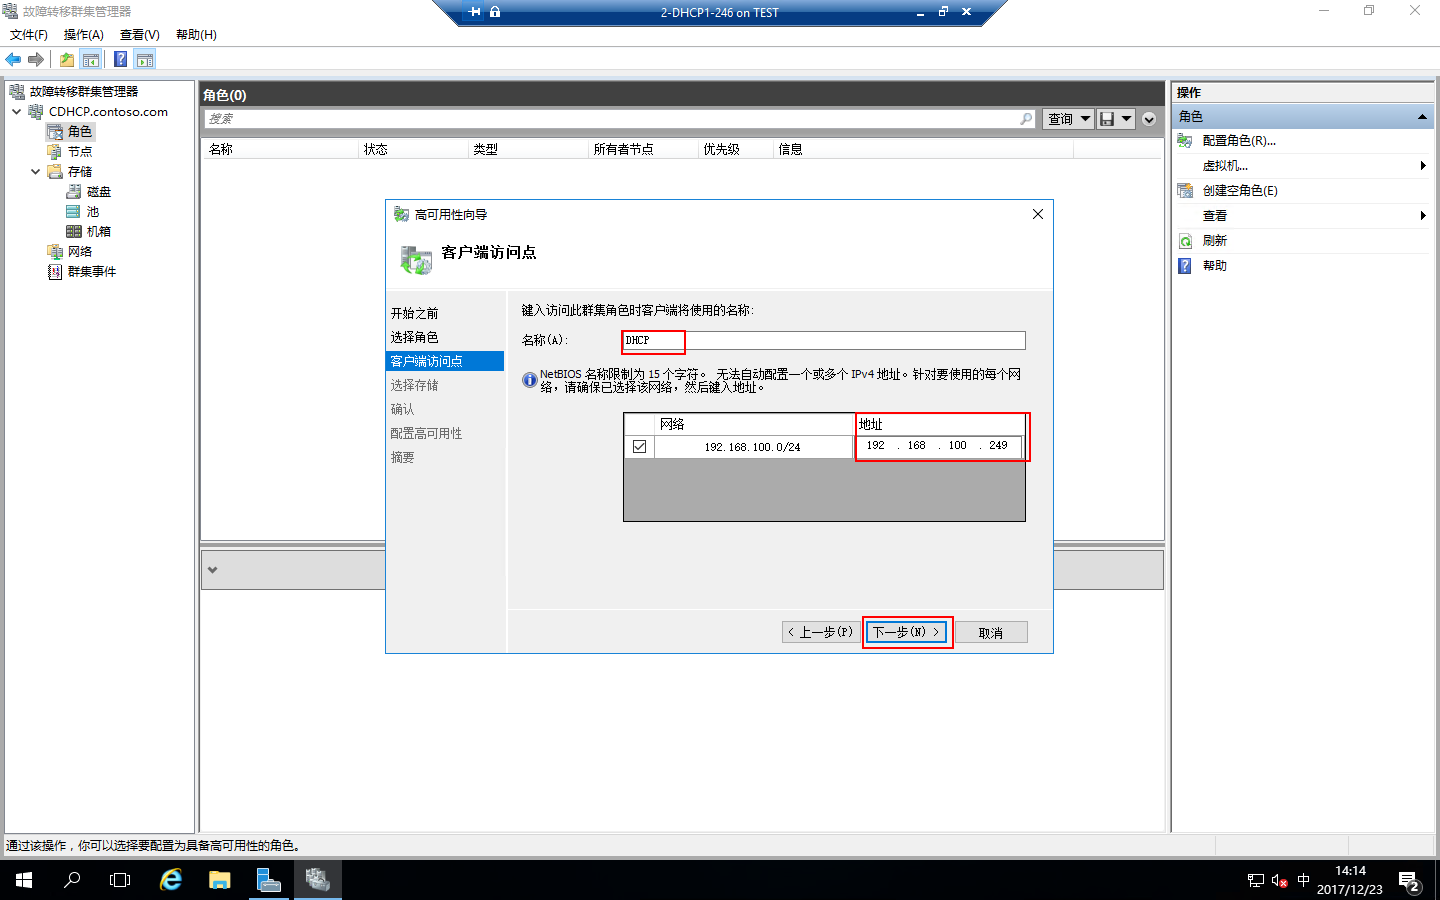 故障转移群集管理器
2-DHCP1-246 on TEST
文件(F) 操作(A) 查看(V) 帮助(H)
故障转移群集管理器
CDHCP.contoso.com
角色
节点
存储
磁盘
池
机箱
网络
群集事件
角色(0)
搜索
查询
名称 状态 类型 所有者节点 优先级 信息
高可用性向导
客户端访问点
开始之前
选择角色
客户端访问点
选择存储
确认
配置高可用性
摘要
键入访问此群集角色时客户端将使用的名称:
名称(A): DHCP
NetBIOS 名称限制为 15 个字符。 无法自动配置一个或多个 IPv4 地址。针对要使用的每个网
络，请确保已选择该网络，然后键入地址。
网络 地址
192.168.100.0/24 192 . 168 . 100 . 249
< 上一步(P) 下一步(N) > 取消
操作
角色
配置角色(R)...
虚拟机...
创建空角色(E)
查看
刷新
帮助
通过该操作，你可以选择要配置为具备高可用性的角色。
中
14:14
2017/12/23
2